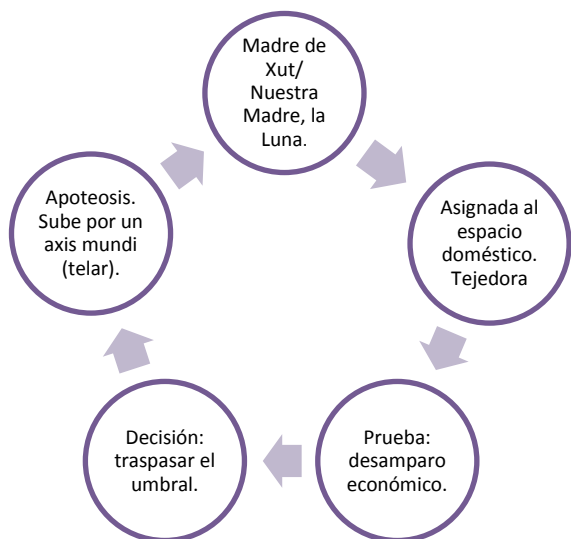 Madre de
Xut/
Nuestra
Madre, la
Luna.
Asignada al
espacio
doméstico.
Tejedora
Prueba:
desamparo
económico.
Decisión:
traspasar el
umbral.
Apoteosis.
Sube por un
axis mundi
(telar).